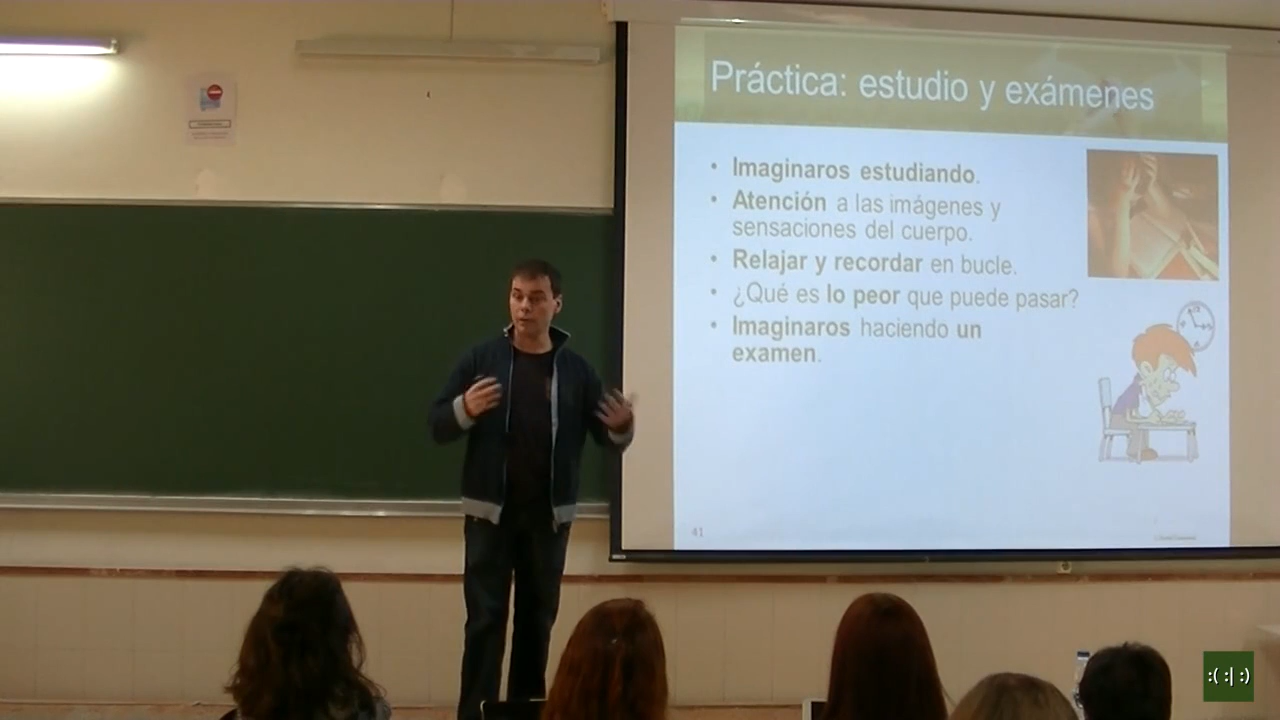 Práctica: estudio y exámenes
• Imaginaros estudiando.
• Atención a las imágenes y
sensaciones del cuerpo.
• Relajar y recordar en bucle.
• ¿Qué es lo peor que puede pasar?
• Imaginaros haciendo un
examen.
41
:( :| :)